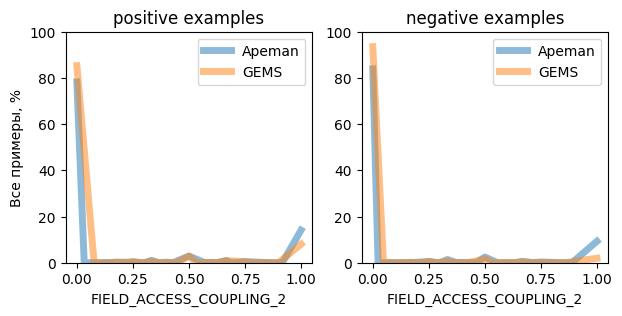 positive examples
negative examples
Все примеры, %
100
80
60
40
20
0
0.00 0.25 0.50 0.75 1.00
FIELD_ACCESS_COUPLING_2
Apeman
GEMS
100
80
60
40
20
0
0.00 0.25 0.50 0.75 1.00
FIELD_ACCESS_COUPLING_2
Apeman
GEMS